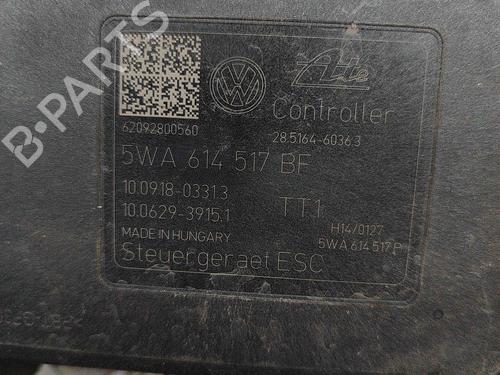 B-PARTS
Ate
Controller
62092800560
28.5164-6036.3
5WA 614 517 BF
10.0918-0331.3
10.0629-3915.1
TT1
H14/0127
MADE IN HUNGARY
5WA 614 517 P
Steuergeraet ESC